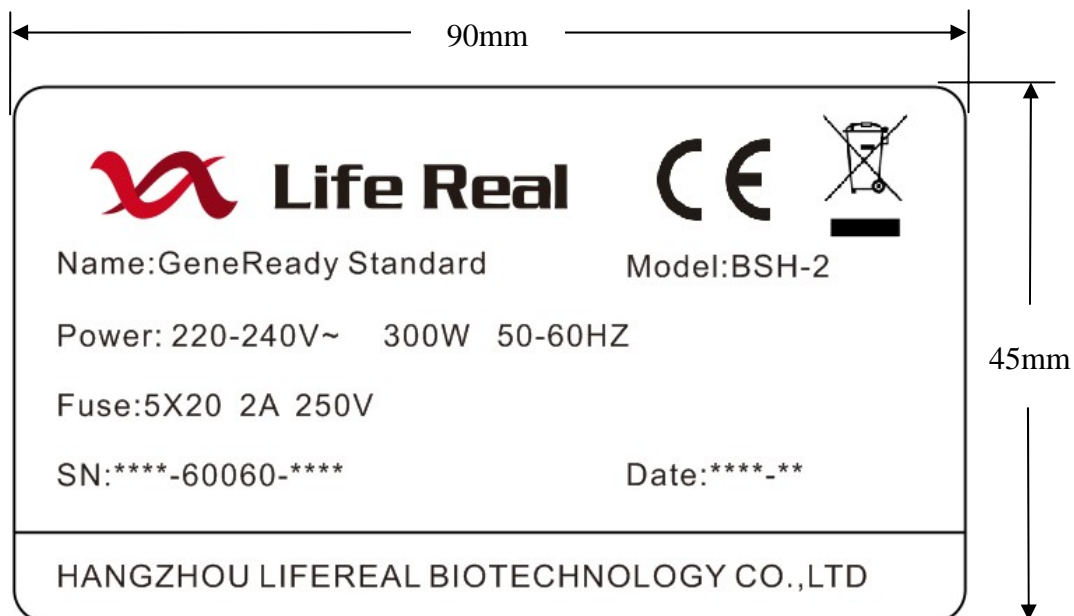 90mm
Life Real CE
Name:GeneReady Standard Model:BSH-2
Power: 220-240V~ 300W 50-60HZ
45mm
Fuse:5X20 2A 250V
SN:****-60060-**** Date:****-**
HANGZHOU LIFEREAL BIOTECHNOLOGY CO.,LTD